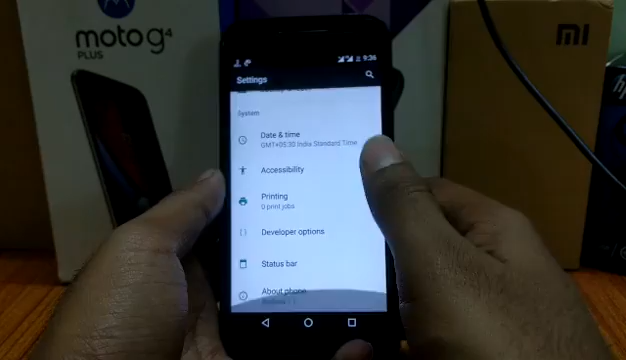 moto g4
PLUS
mi
hp
9:36
Settings
System
Date & time
GMT+05:30 India Standard Time
Accessibility
Printing
0 print jobs
Developer options
Status bar
About phone